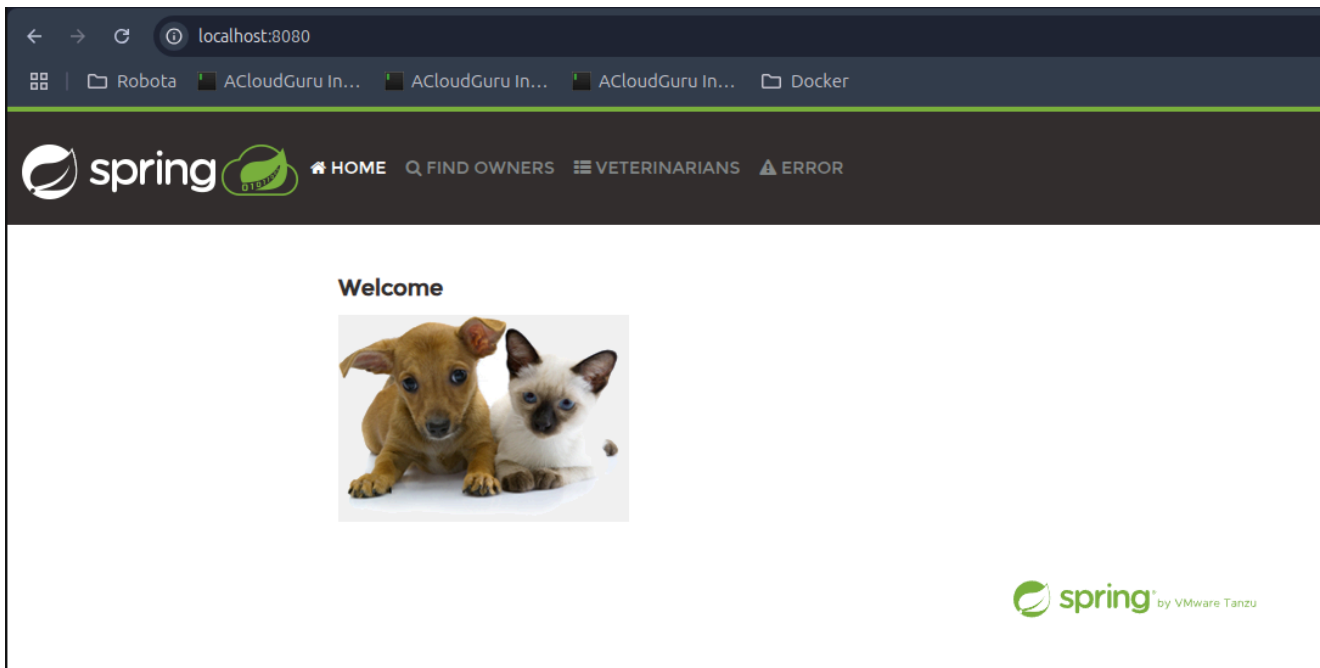 localhost:8080
Robota ACloudGuru In... ACloudGuru In... ACloudGuru In... Docker
spring HOME FIND OWNERS VETERINARIANS ERROR
Welcome
spring by VMware Tanzu